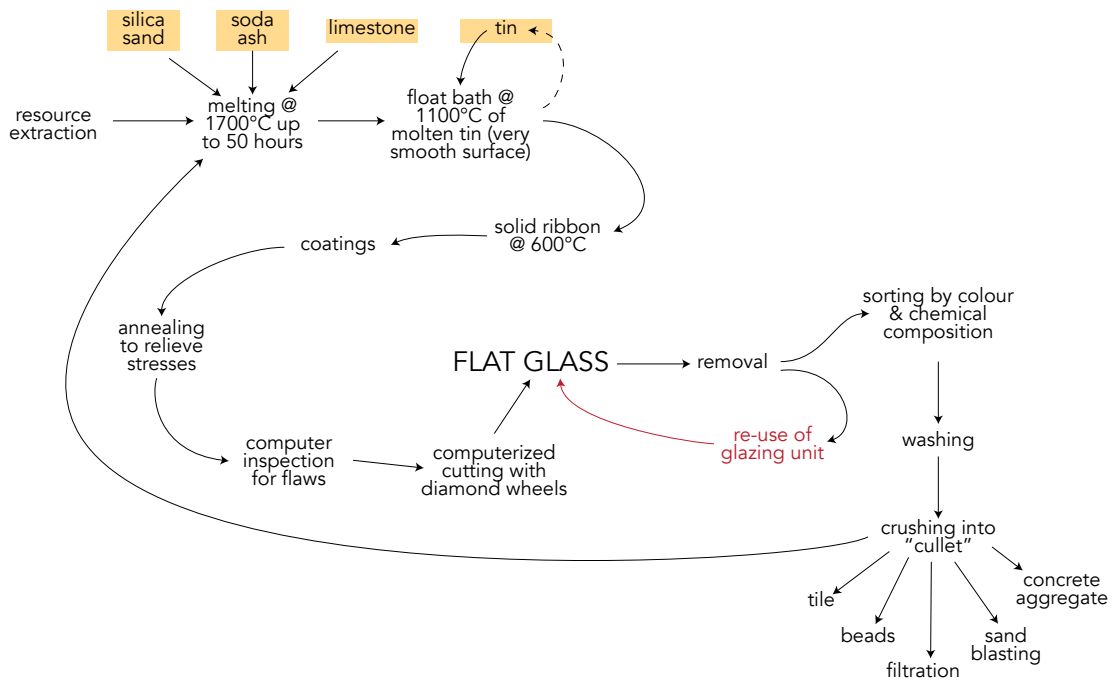 silica
sand
soda
ash
limestone
tin
resource
extraction
melting @
1700°C up
to 50 hours
float bath @
1100°C of
molten tin (very
smooth surface)
solid ribbon
@ 600°C
coatings
annealing
to relieve
stresses
computer
inspection
for flaws
computerized
cutting with
diamond wheels
FLAT GLASS
removal
re-use of
glazing unit
sorting by colour
& chemical
composition
washing
crushing into
“cullet”
tile
beads
filtration
sand
blasting
concrete
aggregate